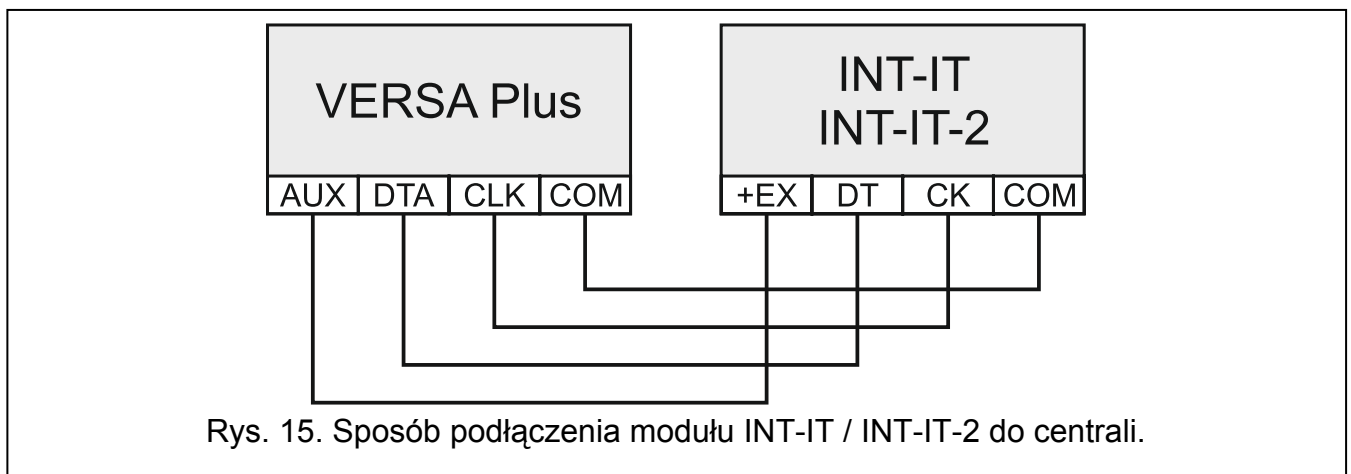 VERSA Plus
INT-IT
INT-IT-2
AUX DTA CLK COM
+EX DT CK COM
Rys. 15. Sposób podłączenia modułu INT-IT / INT-IT-2 do centrali.